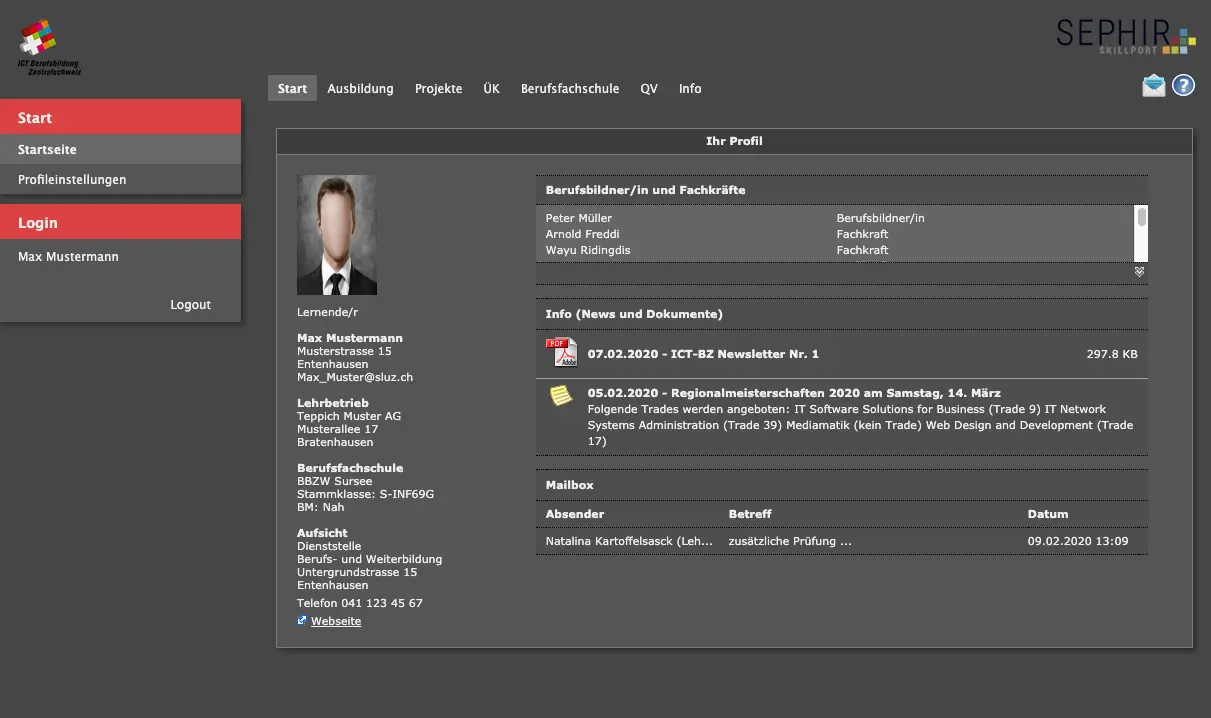 ICT Berufsbildung
Zentralschweiz
SEPHIR
SKILLPORT
Start Ausbildung Projekte ÜK Berufsfachschule QV Info
?
Start
Startseite
Profileinstellungen
Login
Max Mustermann
Logout
Ihr Profil
Lernende/r
Max Mustermann
Musterstrasse 15
Entenhausen
Max_Muster@sluz.ch
Lehrbetrieb
Teppich Muster AG
Musterallee 17
Bratenhausen
Berufsfachschule
BBZW Sursee
Stammklasse: S-INF69G
BM: Nah
Aufsicht
Dienststelle
Berufs- und Weiterbildung
Untergrundstrasse 15
Entenhausen
Telefon 041 123 45 67
Webseite
Berufsbildner/in und Fachkräfte
Peter Müller Berufsbildner/in
Arnold Freddi Fachkraft
Wayu Ridingdis Fachkraft
Info (News und Dokumente)
PDF
Adobe
07.02.2020 - ICT-BZ Newsletter Nr. 1 297.8 KB
05.02.2020 - Regionalmeisterschaften 2020 am Samstag, 14. März
Folgende Trades werden angeboten: IT Software Solutions for Business (Trade 9) IT Network
Systems Administration (Trade 39) Mediamatik (kein Trade) Web Design and Development (Trade
17)
Mailbox
Absender Betreff Datum
Natalina Kartoffelsasck (Leh... zusätzliche Prüfung ... 09.02.2020 13:09